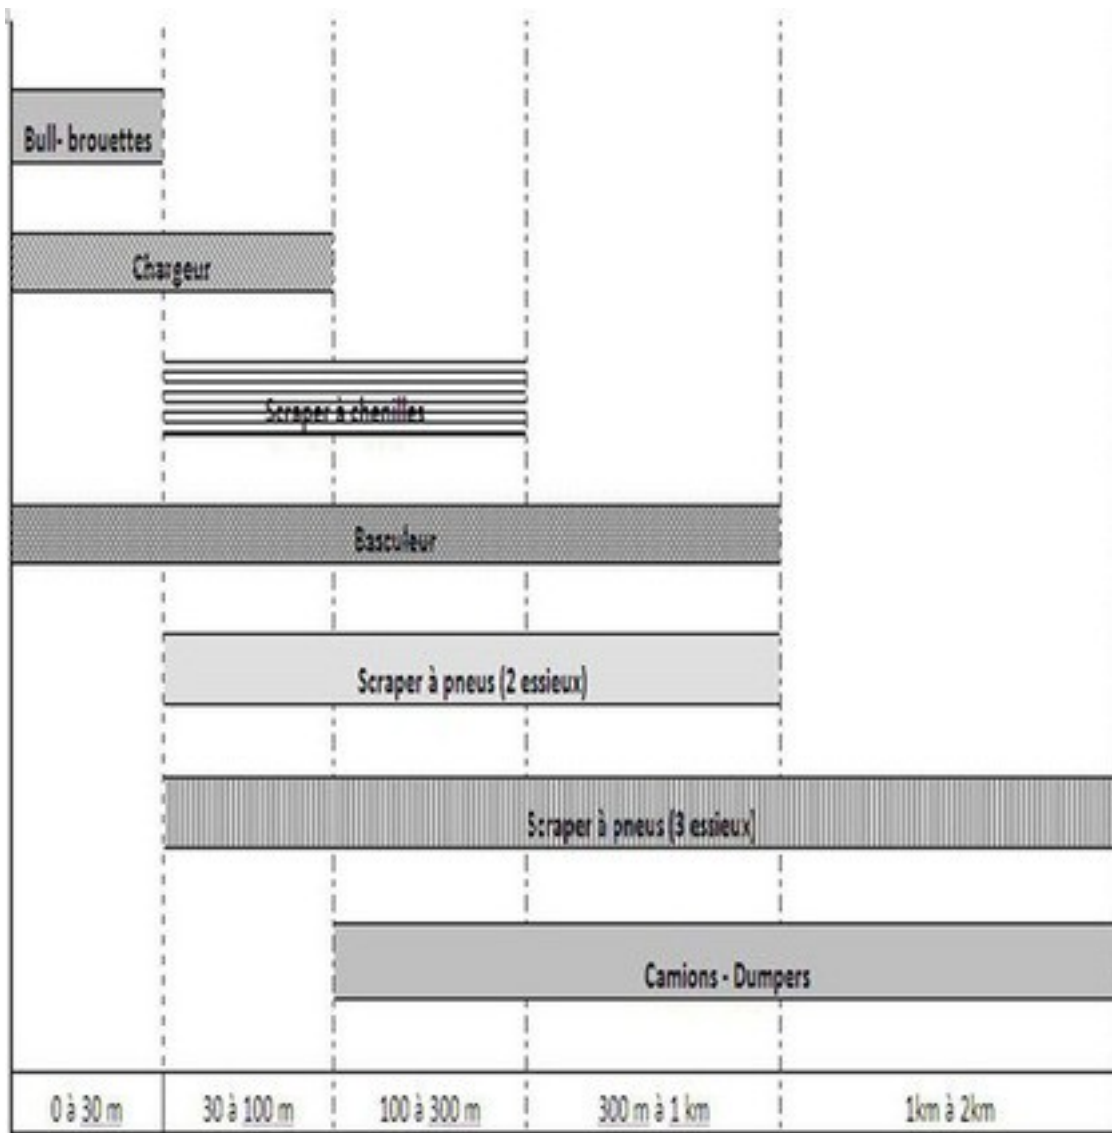 Bull- brouettes
Chargeur
Scraper à chenilles
Basculeur
Scraper à pneus (2 essieux)
Scraper à pneus (3 essieux)
Camions - Dumpers
0 à 30 m
30 à 100 m
100 à 300 m
300 m à 1 km
1km à 2km